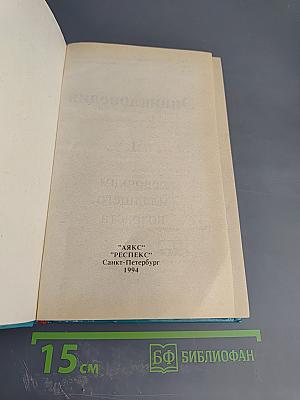 "АЯКС"
"РЕСПЕКС"
Санкт-Петербург
1994
15 см
БФ БИБЛИОФАН